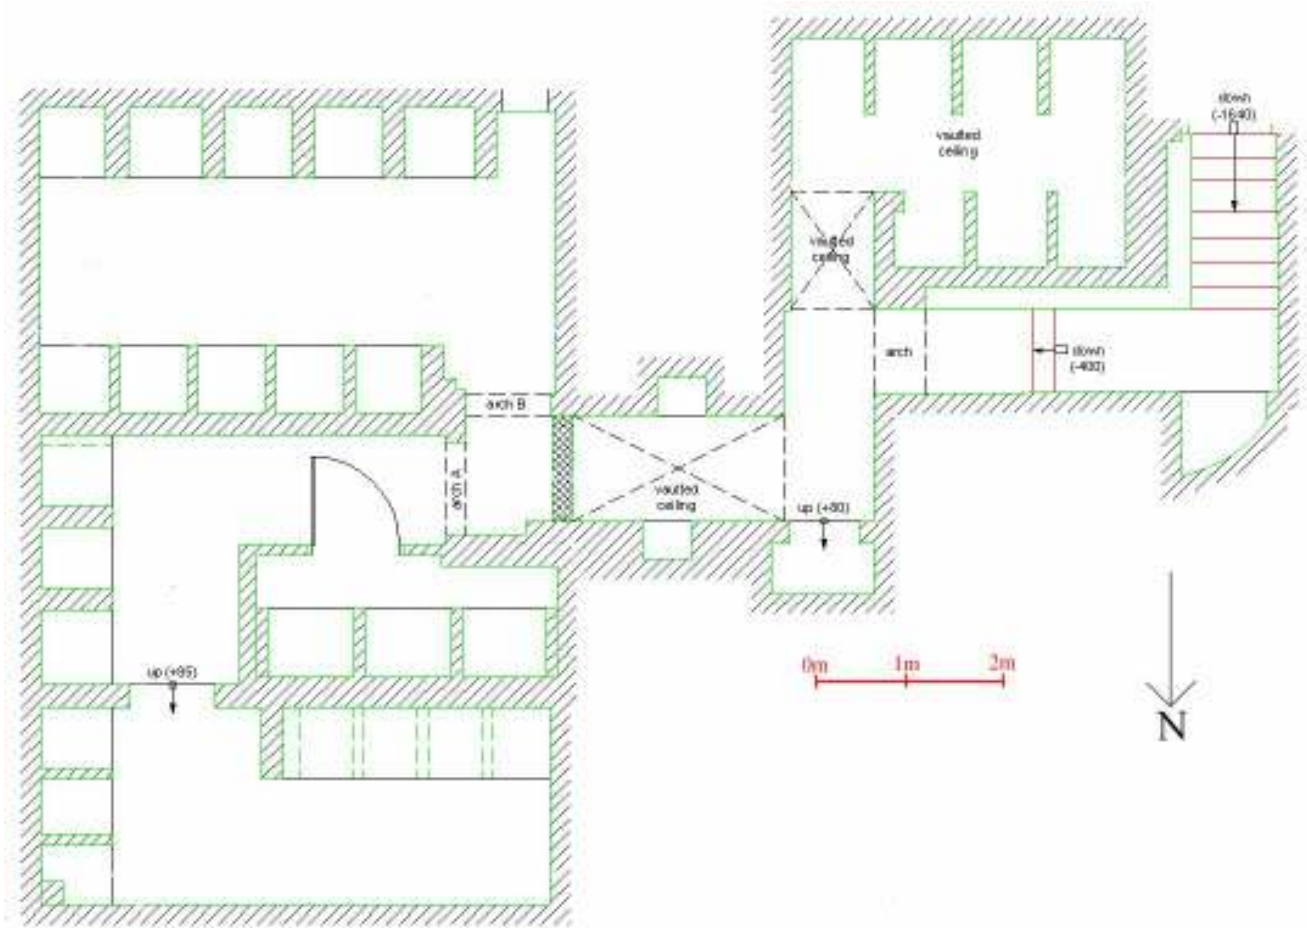 down
(-1640)
vaulted
ceiling
vaulted
ceiling
arch
down
(-400)
arch B
arch A
vaulted
ceiling
up (+80)
up (+85)
0m 1m 2m
N